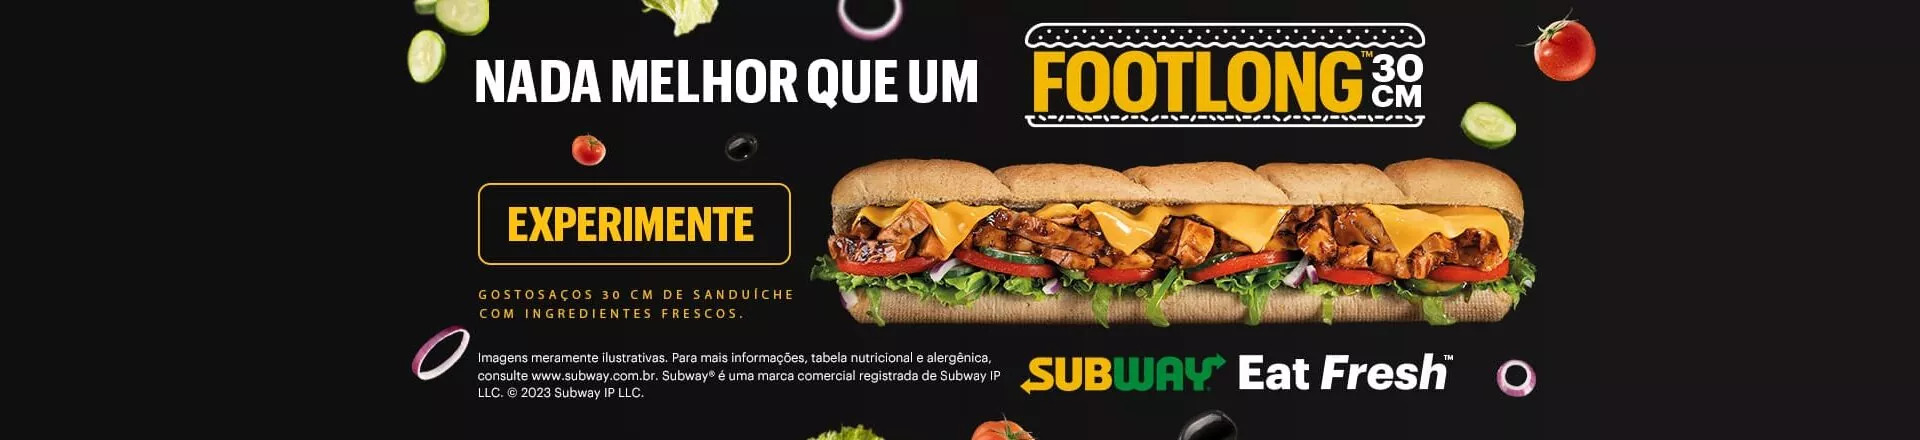 NADA MELHOR QUE UM
FOOTLONG™ 30
CM
EXPERIMENTE
GOSTOSAÇOS 30 CM DE SANDUÍCHE
COM INGREDIENTES FRESCOS.
Imagens meramente ilustrativas. Para mais informações, tabela nutricional e alergênica,
consulte www.subway.com.br. Subway® é uma marca comercial registrada de Subway IP
LLC. © 2023 Subway IP LLC.
SUBWAY® Eat Fresh™